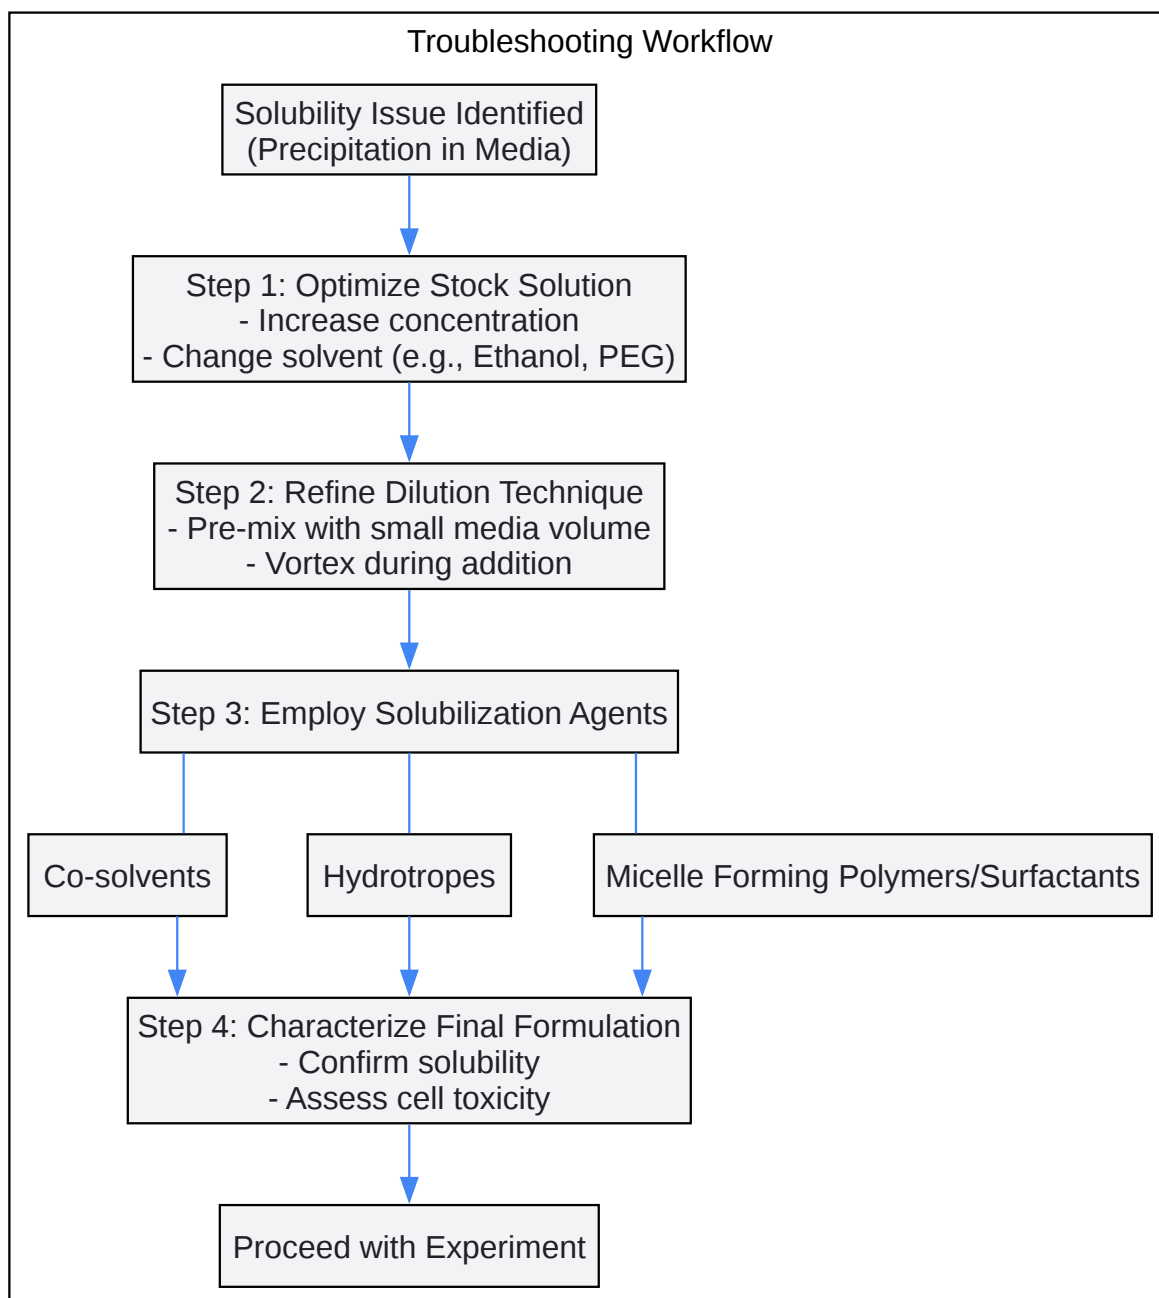 Troubleshooting Workflow
Solubility Issue Identified
(Precipitation in Media)
Step 1: Optimize Stock Solution
- Increase concentration
- Change solvent (e.g., Ethanol, PEG)
Step 2: Refine Dilution Technique
- Pre-mix with small media volume
- Vortex during addition
Step 3: Employ Solubilization Agents
Co-solvents
Hydrotropes
Micelle Forming Polymers/Surfactants
Step 4: Characterize Final Formulation
- Confirm solubility
- Assess cell toxicity
Proceed with Experiment